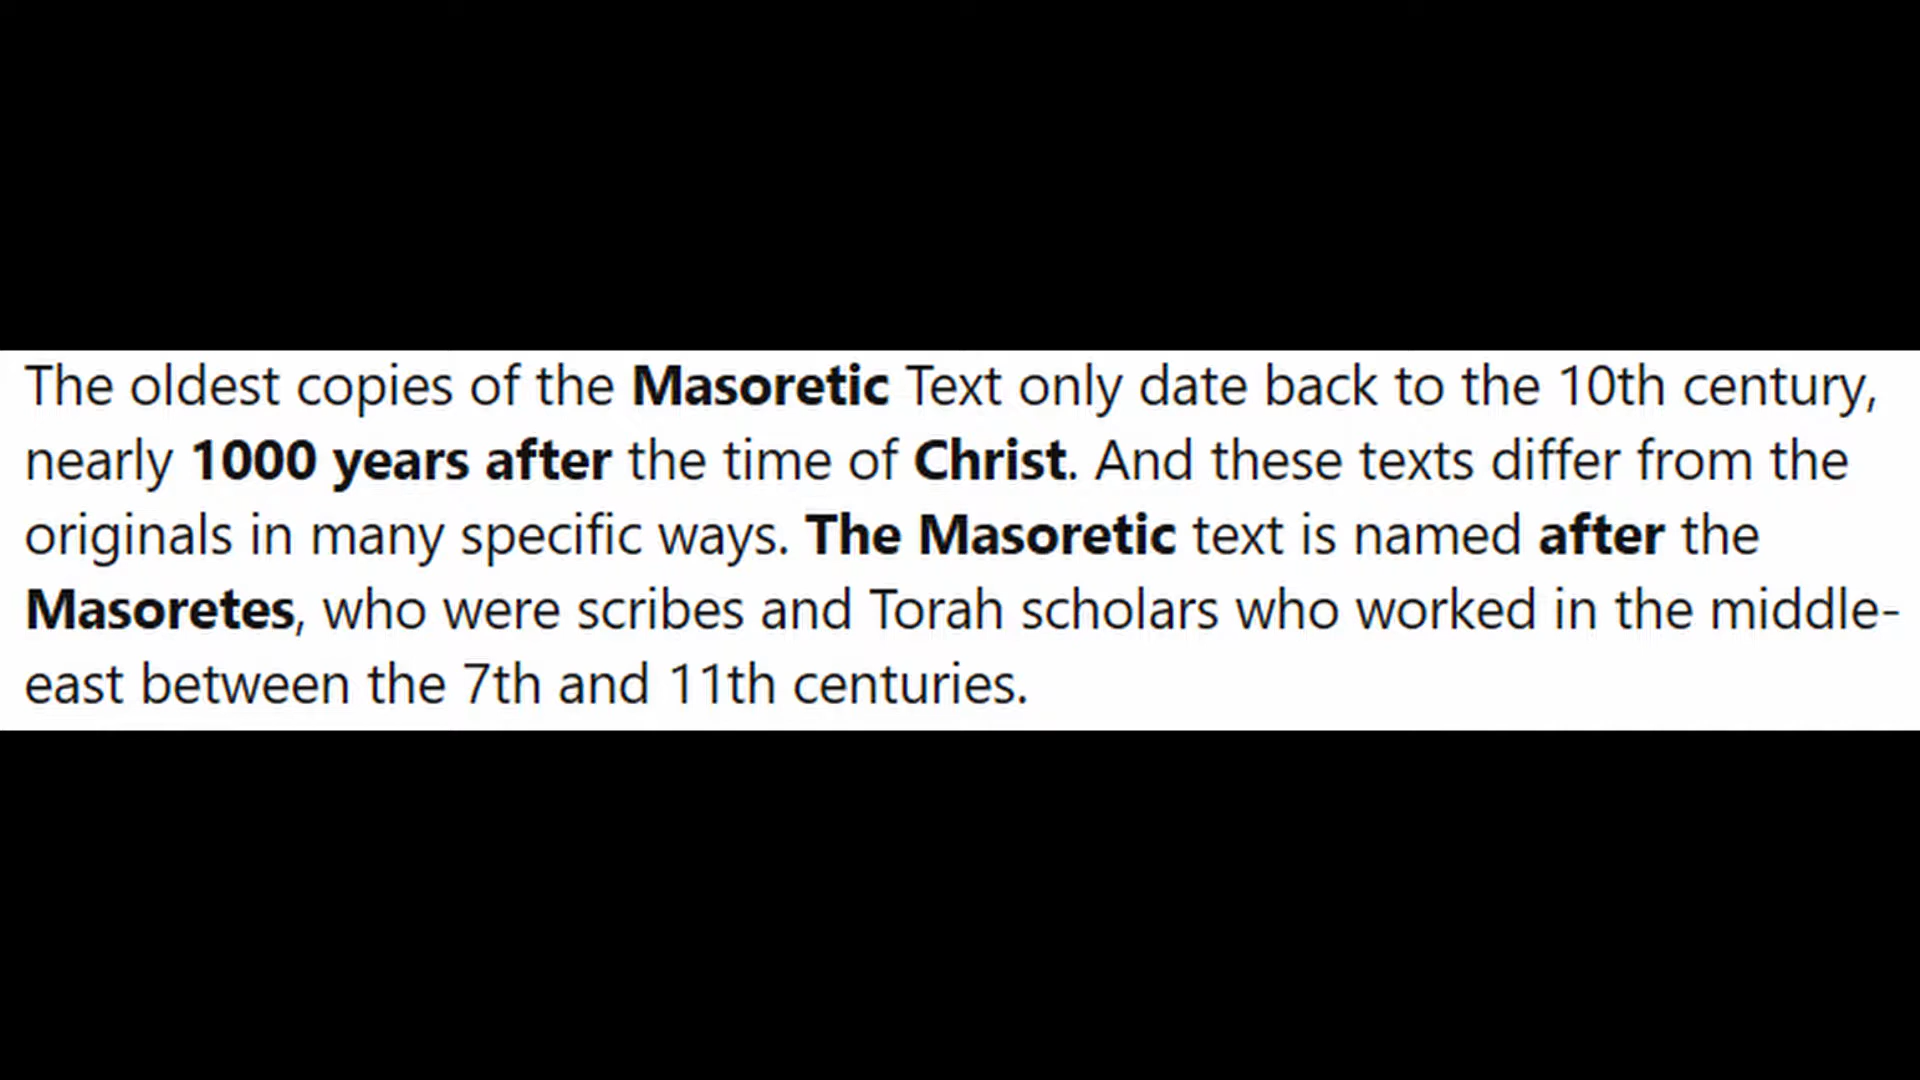 The oldest copies of the Masoretic Text only date back to the 10th century,
nearly 1000 years after the time of Christ. And these texts differ from the
originals in many specific ways. The Masoretic text is named after the
Masoretes, who were scribes and Torah scholars who worked in the middle-
east between the 7th and 11th centuries.